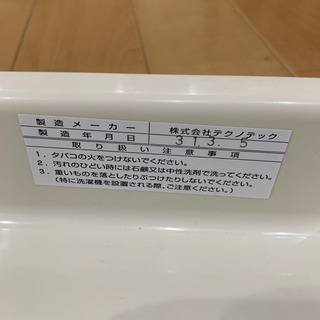 製造メーカー 株式会社テクノテック
製造年月日 31.3.5
取り扱い注意事項
1．タバコの火をつけないでください。
2．汚れのひどい時には石鹸又は中性洗剤で洗ってください。
3．重いものを落としたりぶつけたりしないでください。
(特に洗濯機を設置される際、ご注意ください。)